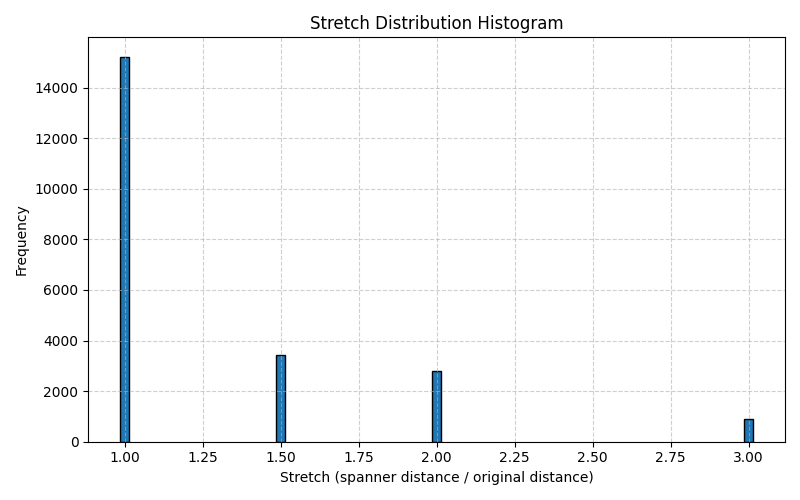 Stretch Distribution Histogram
Frequency
14000
12000
10000
8000
6000
4000
2000
0
1.00 1.25 1.50 1.75 2.00 2.25 2.50 2.75 3.00
Stretch (spanner distance / original distance)